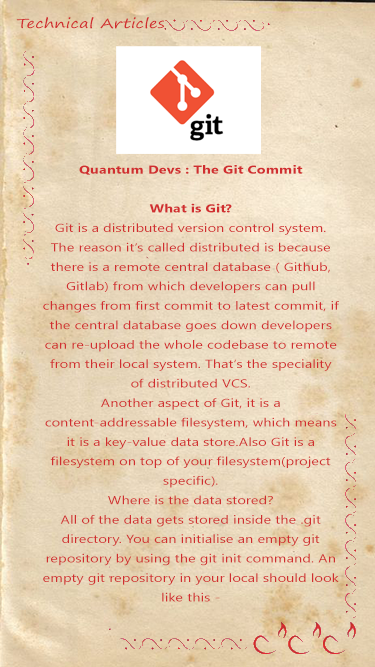 Technical Articles
git
Quantum Devs : The Git Commit
What is Git?
Git is a distributed version control system.
The reason it's called distributed is because
there is a remote central database ( Github,
Gitlab) from which developers can pull
changes from first commit to latest commit, if
the central database goes down developers
can re-upload the whole codebase to remote
from their local system. That's the speciality
of distributed VCS.
Another aspect of Git, it is a
content-addressable filesystem, which means
it is a key-value data store.Also Git is a
filesystem on top of your filesystem(project
specific).
Where is the data stored?
All of the data gets stored inside the .git
directory. You can initialise an empty git
repository by using the git init command. An
empty git repository in your local should look
like this -